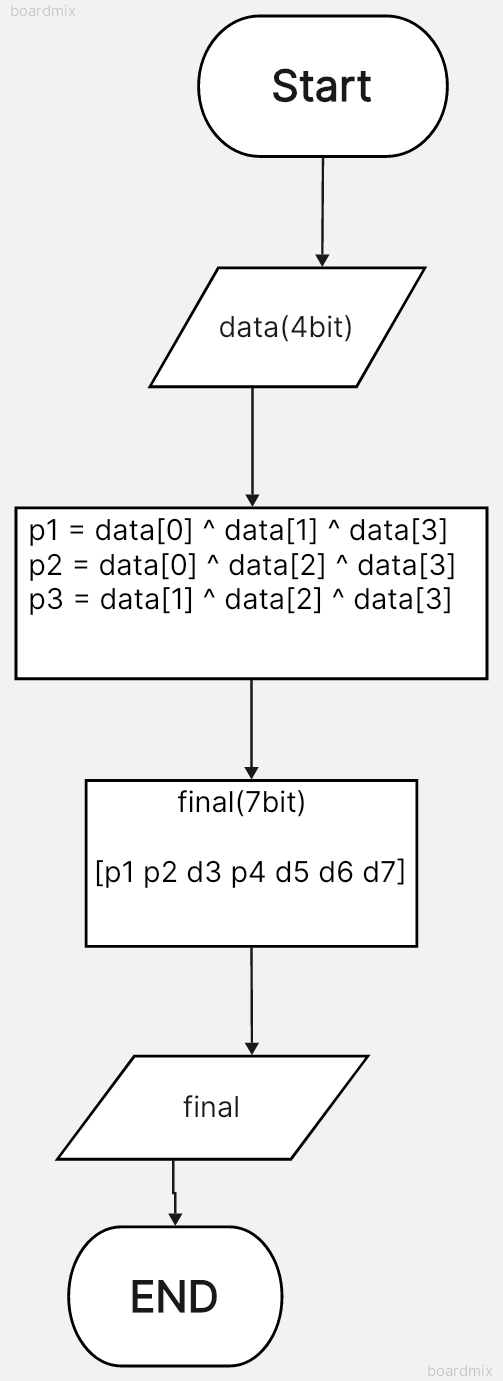 boardmix
Start
data(4bit)
p1 = data[0] ^ data[1] ^ data[3]
p2 = data[0] ^ data[2] ^ data[3]
p3 = data[1] ^ data[2] ^ data[3]
final(7bit)
[p1 p2 d3 p4 d5 d6 d7]
final
END
boardmix